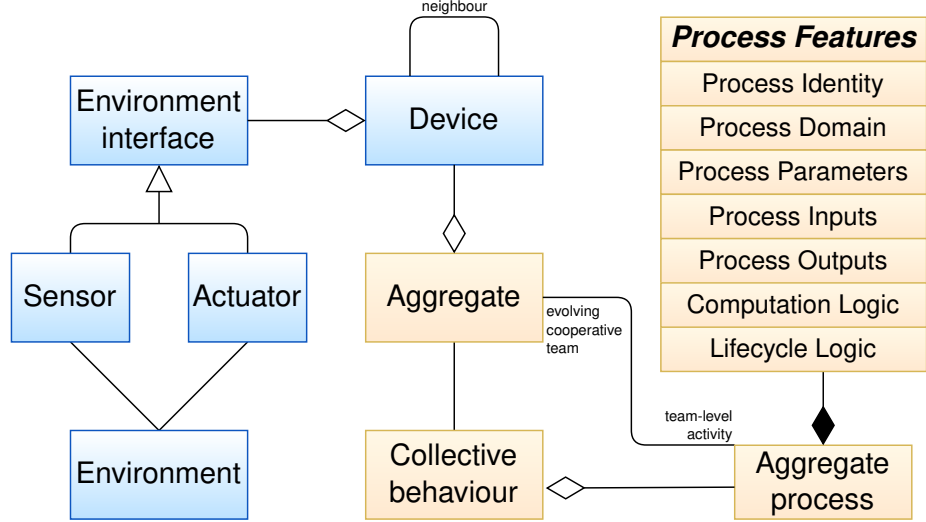 neighbour
Environment
interface
Device
Sensor
Actuator
Environment
Aggregate
evolving
cooperative
team
Collective
behaviour
team-level
activity
Aggregate
process
Process Features
Process Identity
Process Domain
Process Parameters
Process Inputs
Process Outputs
Computation Logic
Lifecycle Logic